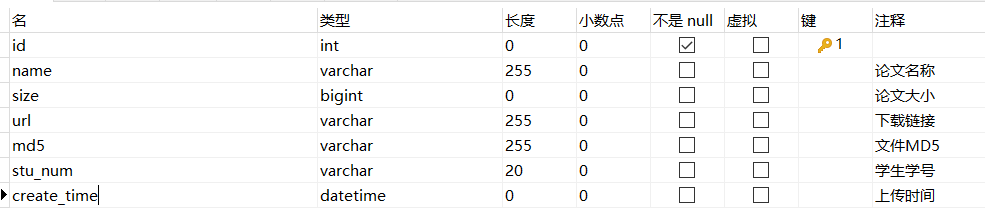 名 类型 长度 小数点 不是 null 虚拟 键 注释
id int 0 0 1
name varchar 255 0 论文名称
size bigint 0 0 论文大小
url varchar 255 0 下载链接
md5 varchar 255 0 文件MD5
stu_num varchar 20 0 学生学号
create_time datetime 0 0 上传时间